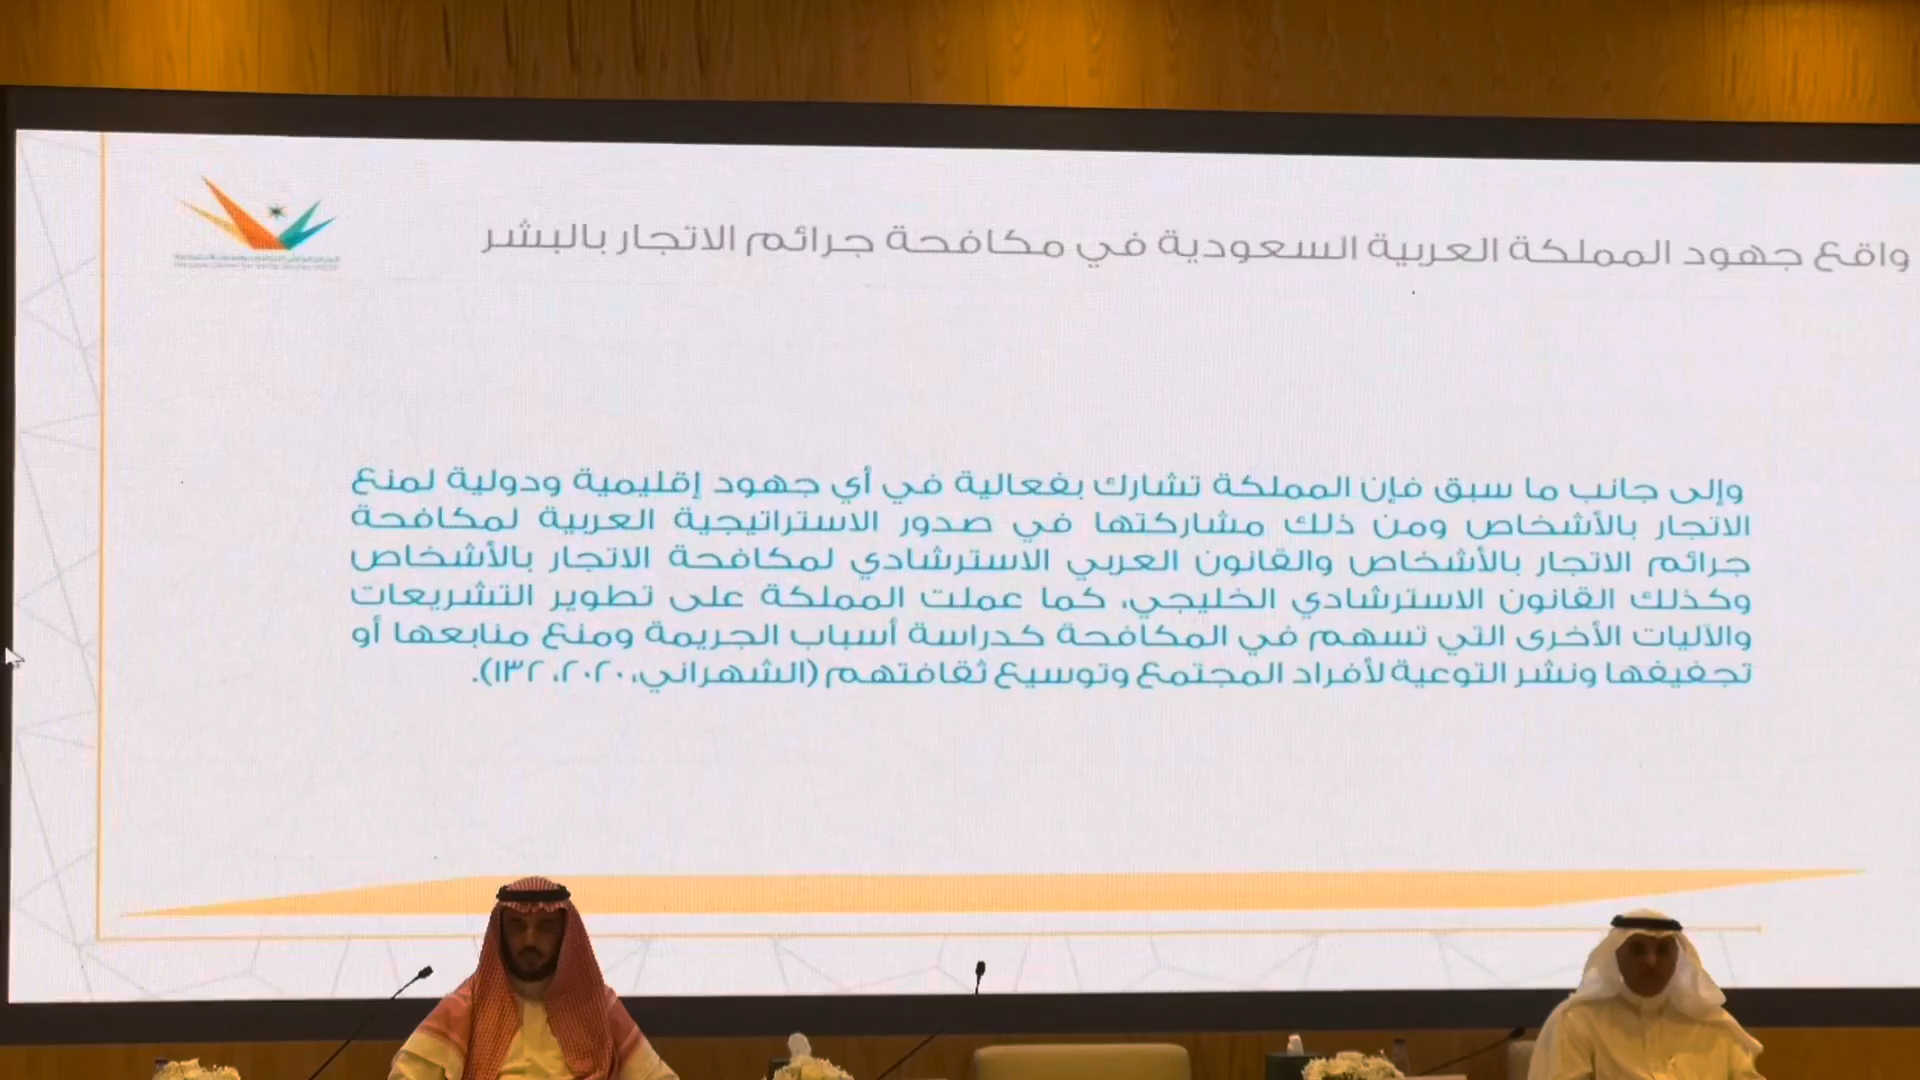 واقع جهود المملكة العربية السعودية في مكافحة جرائم الاتجار بالبشر
وإلى جانب ما سبق فإن المملكة تشارك بفعالية في أي جهود إقليمية ودولية لمنع
الاتجار بالأشخاص ومن ذلك مشاركتها في صدور الاستراتيجية العربية لمكافحة
جرائم الاتجار بالأشخاص والقانون العربي الاسترشادي لمكافحة الاتجار بالأشخاص
وكذلك القانون الاسترشادي الخليجي، كما عملت المملكة على تطوير التشريعات
والآليات الأخرى التي تسهم في المكافحة كدراسة أسباب الجريمة ومنع منابعها أو
تجفيفها ونشر التوعية لأفراد المجتمع وتوسيع ثقافتهم (الشهراني، ٢٠٢٠، ١٣٢).